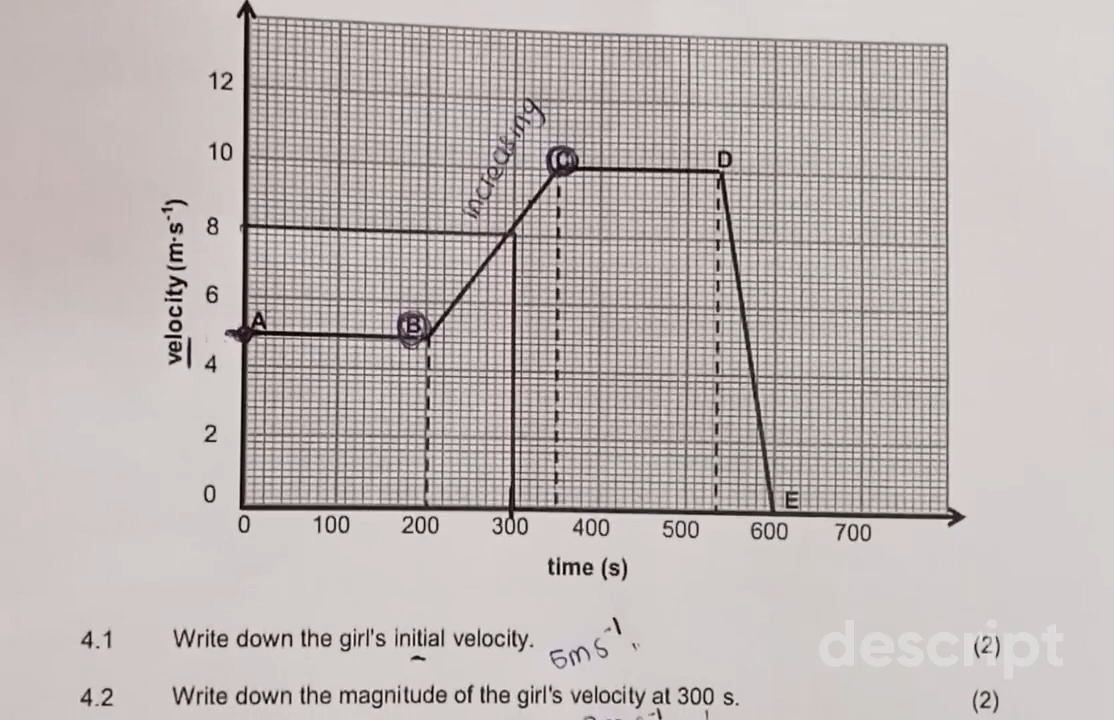 12
increasing
C
D
10
8
6
A
B
velocity (m·s⁻¹)
4
2
0
E
0 100 200 300 400 500 600 700
time (s)
4.1 Write down the girl's initial velocity. 5ms⁻¹ (2)
descript
4.2 Write down the magnitude of the girl's velocity at 300 s. (2)